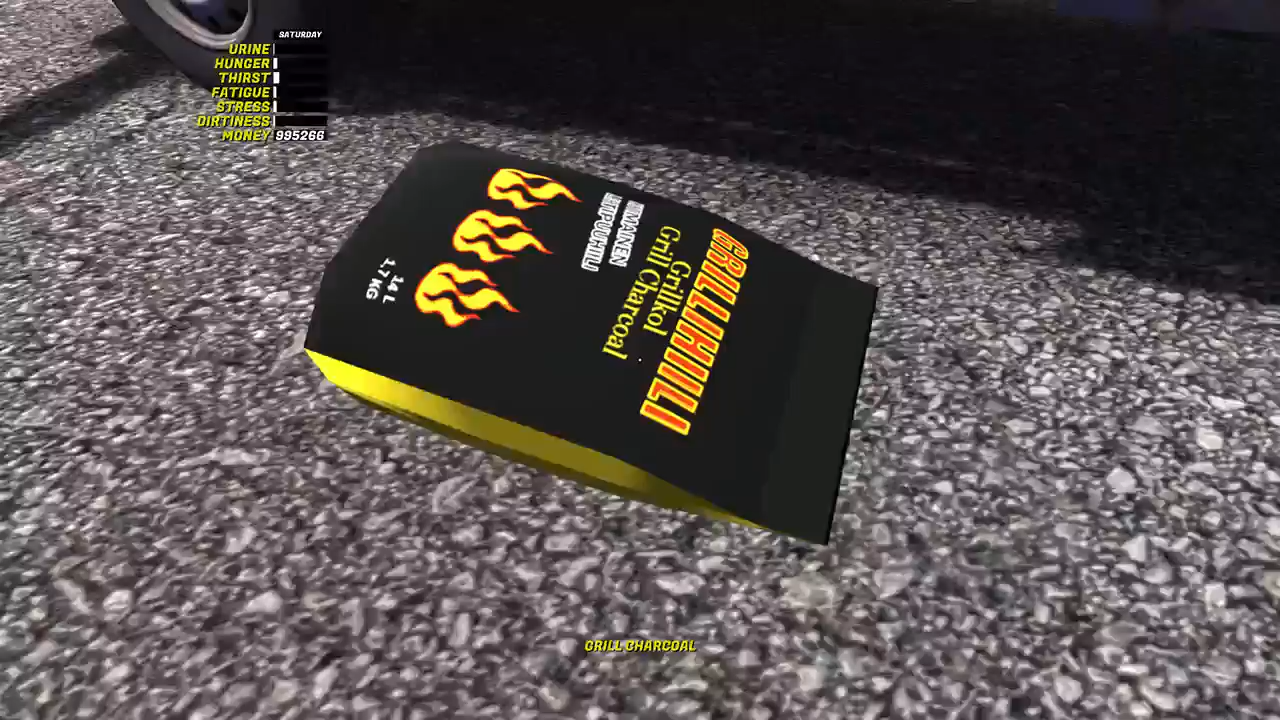 SATURDAY
URINE
HUNGER
THIRST
FATIGUE
STRESS
DIRTINESS
MONEY 995266
GRILLIHIILI
Grillkol
Grill Charcoal
14 L
1.7 KG
GRILL CHARCOAL